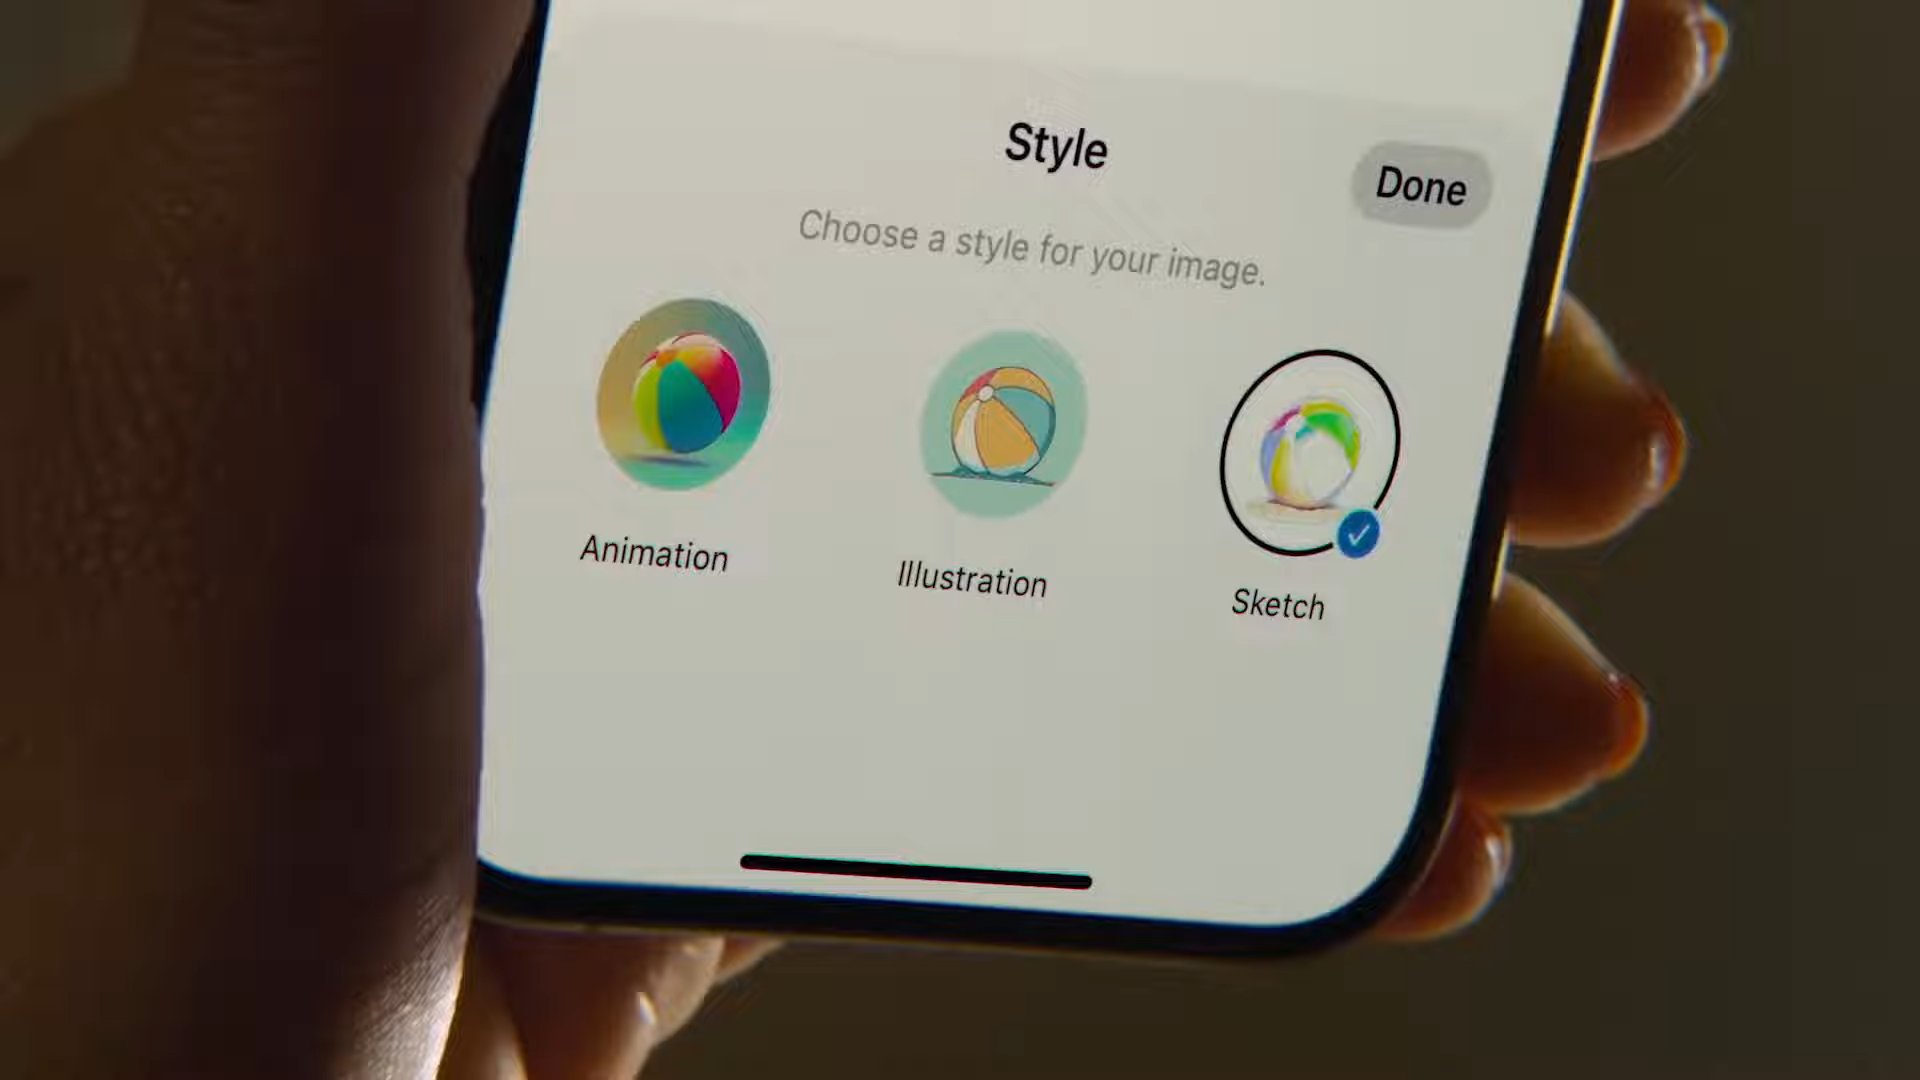 Style
Done
Choose a style for your image.
Animation
Illustration
Sketch